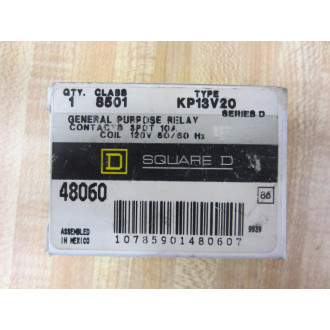 QTY. CLASS TYPE
1 8501 KP13V20
SERIES D
GENERAL PURPOSE RELAY
CONTACTS 3PDT 10A
COIL 120V 50/60 Hz
D SQUARE D
48060
ASSEMBLED
IN MEXICO
9939
10785901480607